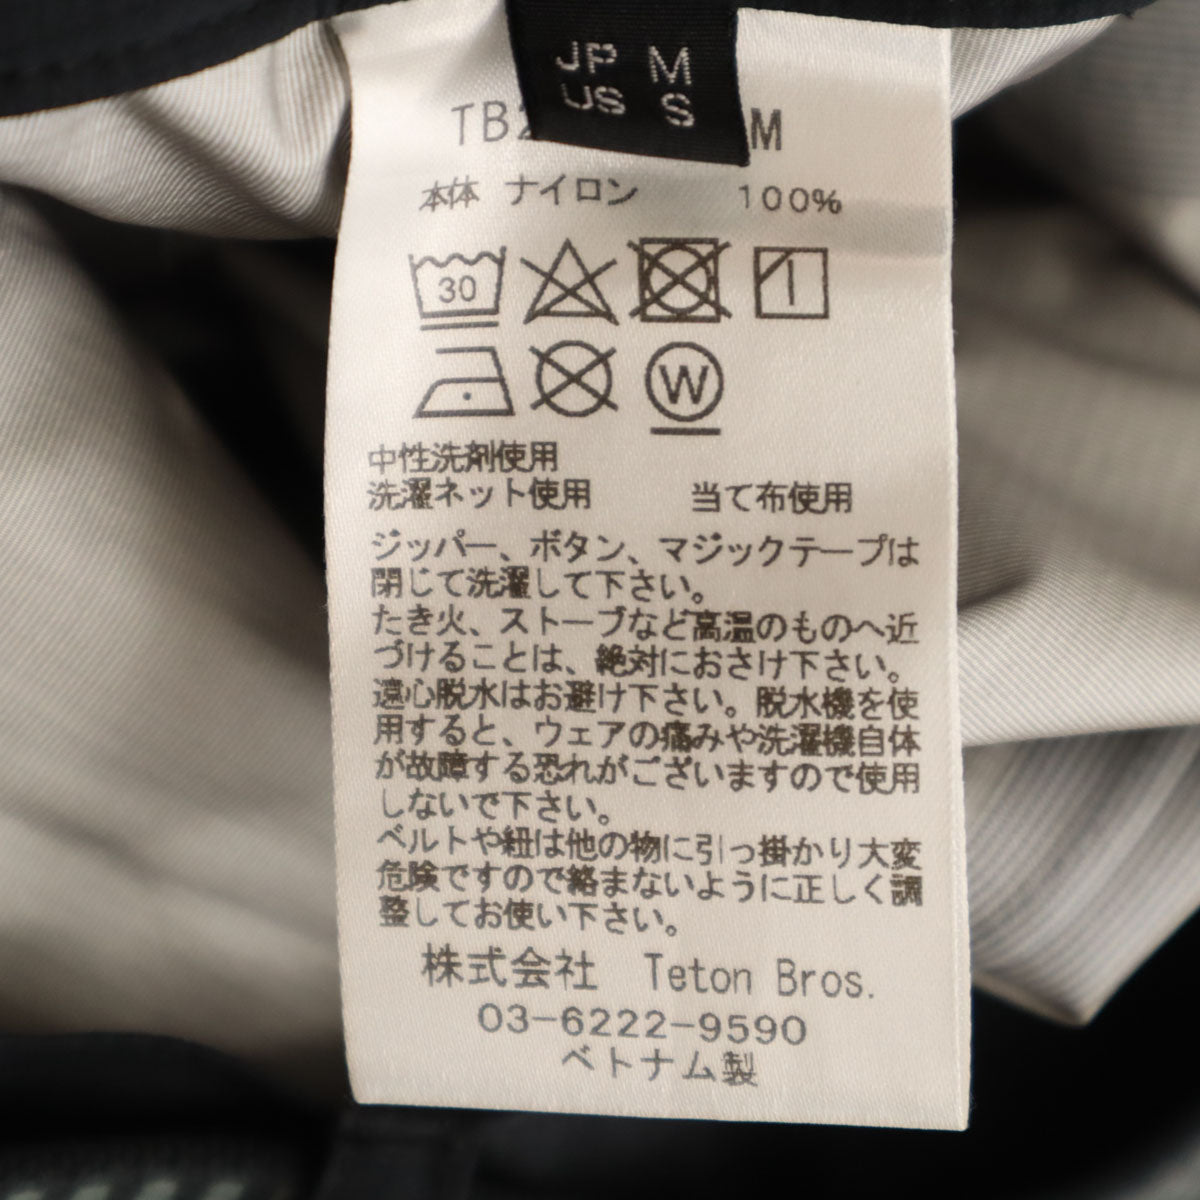 JP M
US S
TB2 M
本体 ナイロン 100%
30
W
中性洗剤使用
洗濯ネット使用 当て布使用
ジッパー、ボタン、マジックテープは
閉じて洗濯して下さい。
たき火、ストーブなど高温のものへ近
づけることは、絶対におさけ下さい。
遠心脱水はお避け下さい。脱水機を使
用すると、ウェアの痛みや洗濯機自体
が故障する恐れがございますので使用
しないで下さい。
ベルトや紐は他の物に引っ掛かり大変
危険ですので絡まないように正しく調
整してお使い下さい。
株式会社 Teton Bros.
03-6222-9590
ベトナム製